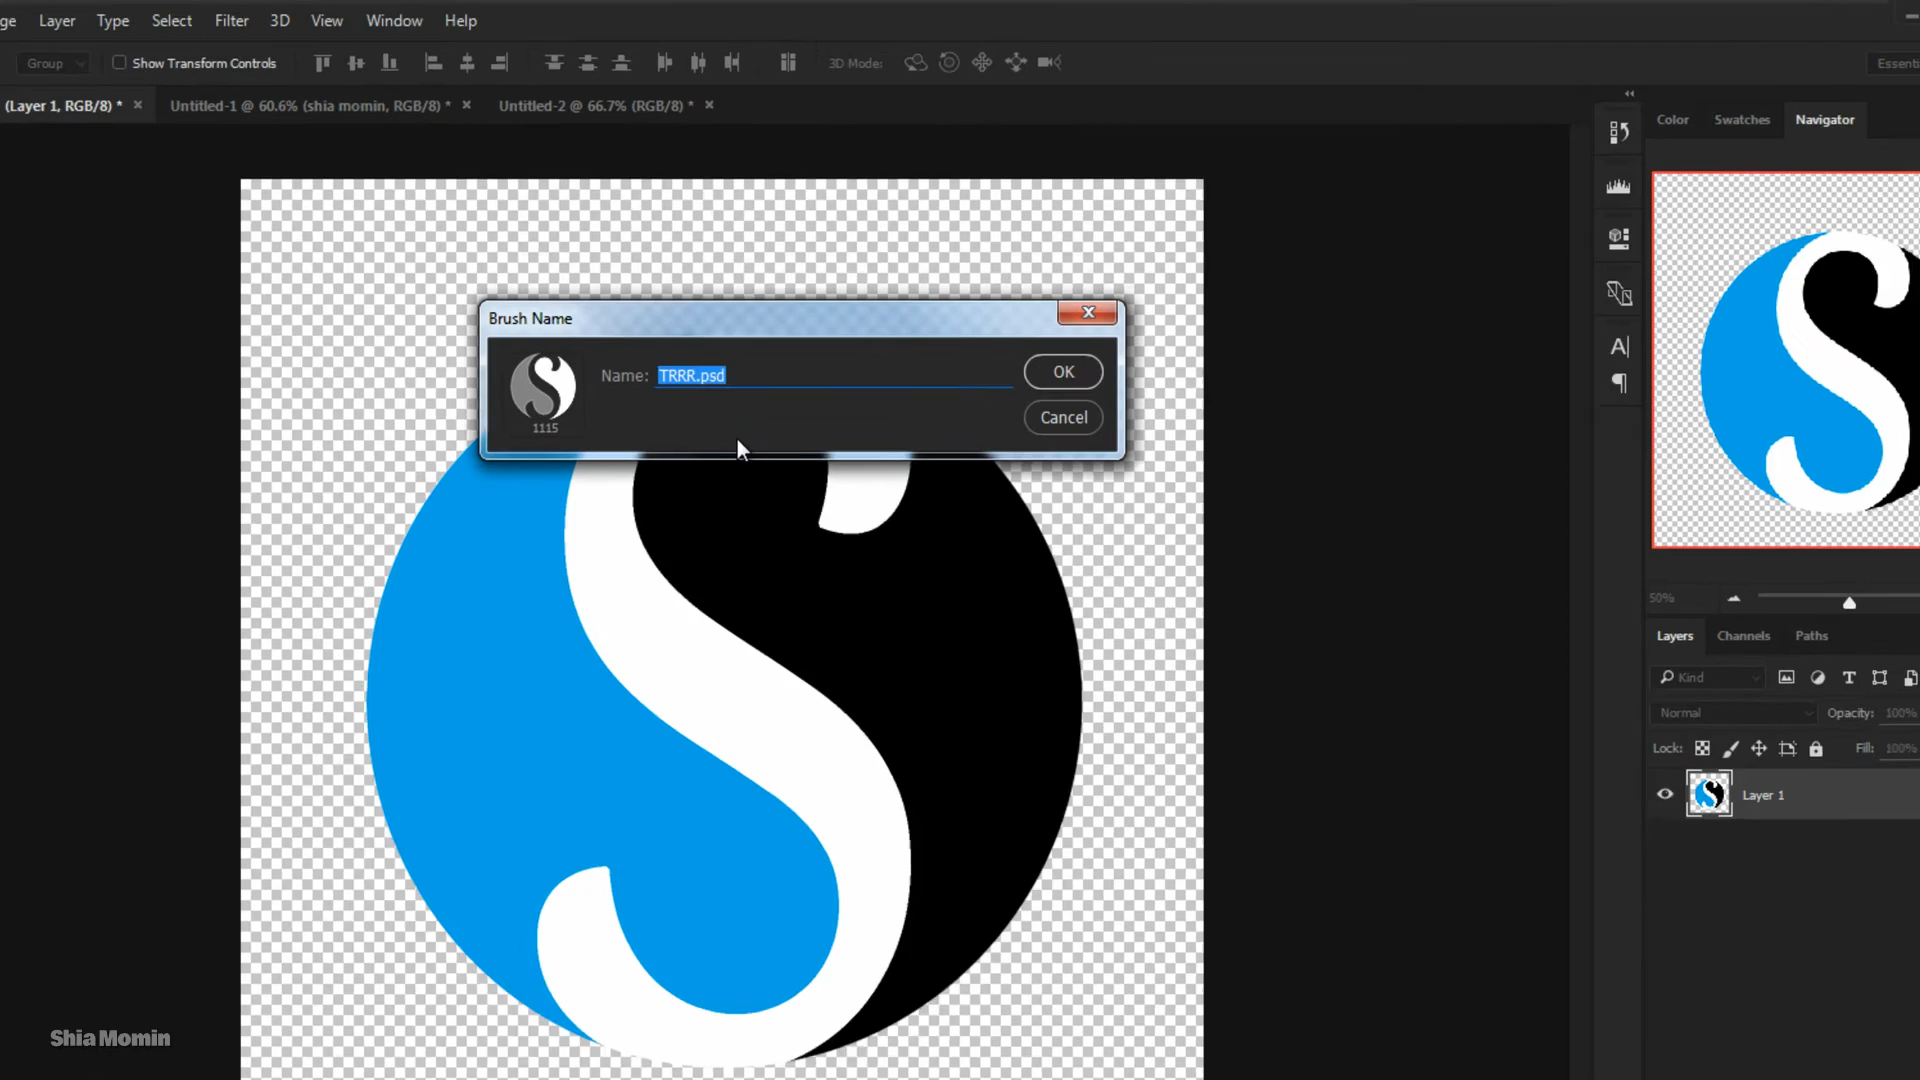 ge Layer Type Select Filter 3D View Window Help
Group Show Transform Controls 3D Mode: Essenti
(Layer 1, RGB/8) * Untitled-1 @ 60.6% (shia momin, RGB/8) * Untitled-2 @ 66.7% (RGB/8) *
Color Swatches Navigator
Brush Name
Name: TRRR.psd OK
1115 Cancel
50%
Layers Channels Paths
Kind
Normal Opacity: 100%
Lock: Fill: 100%
Layer 1
Shia Momin